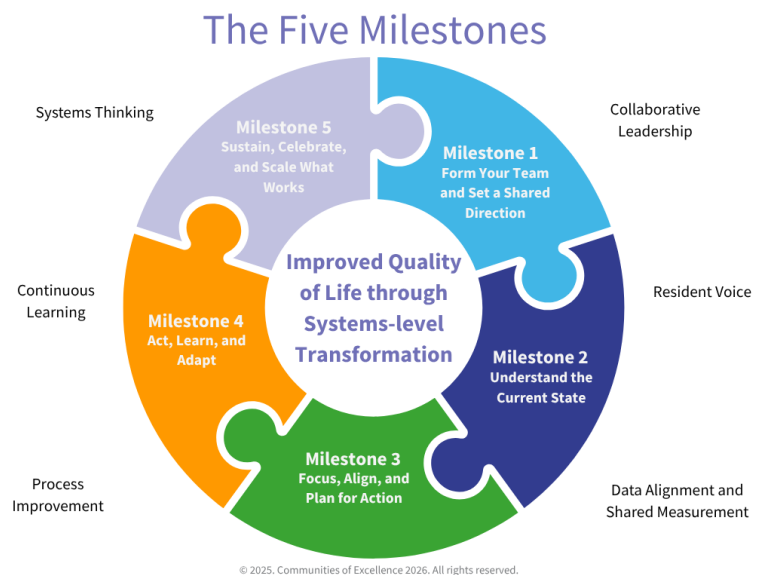 The Five Milestones
Systems Thinking
Collaborative
Leadership
Milestone 5
Sustain, Celebrate,
and Scale What
Works
Milestone 1
Form Your Team
and Set a Shared
Direction
Improved Quality
of Life through
Systems-level
Transformation
Continuous
Learning
Resident Voice
Milestone 4
Act, Learn, and
Adapt
Milestone 2
Understand the
Current State
Milestone 3
Focus, Align, and
Plan for Action
Process
Improvement
Data Alignment and
Shared Measurement
© 2025. Communities of Excellence 2026. All rights reserved.